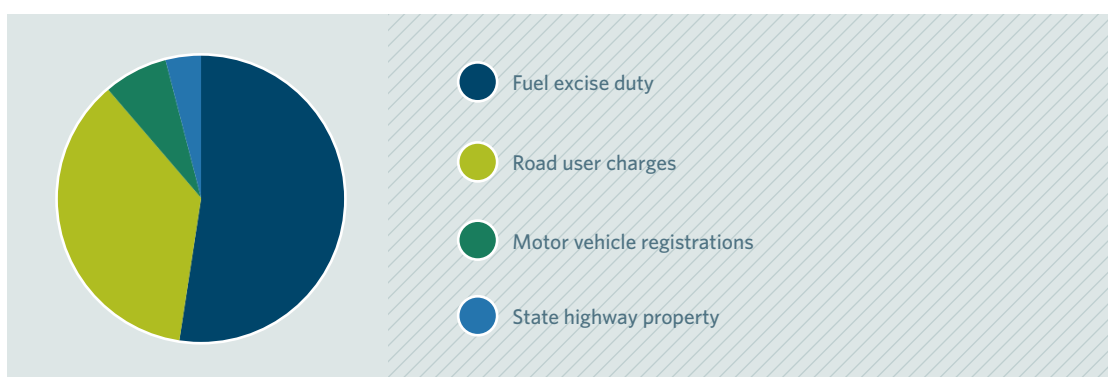 Fuel excise duty
Road user charges
Motor vehicle registrations
State highway property